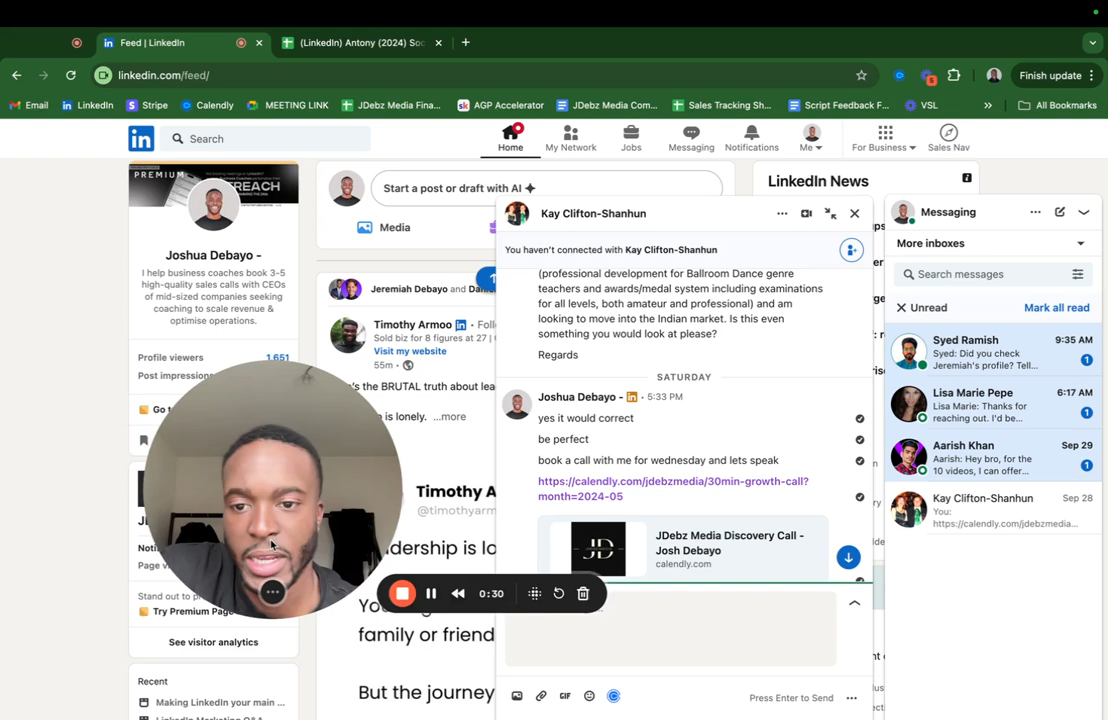 Feed | LinkedIn
(LinkedIn) Antony (2024) Soc
linkedin.com/feed/
Finish update
Email
LinkedIn
Stripe
Calendly
MEETING LINK
JDebz Media Fina...
AGP Accelerator
JDebz Media Com...
Sales Tracking Sh...
Script Feedback F...
VSL
All Bookmarks
Search
Home
My Network
Jobs
Messaging
Notifications
Me
For Business
Sales Nav
PREMIUM
Joshua Debayo -
I help business coaches book 3-5
high-quality sales calls with CEOs
of mid-sized companies seeking
coaching to scale revenue &
optimise operations.
Profile viewers
1,651
Post impressions
Stand out to
Try Premium Page
See visitor analytics
Recent
Making LinkedIn your main ...
LinkedIn Marketing Q&A
Start a post or draft with AI
Media
Jeremiah Debayo and
Timothy Armoo
Sold biz for 8 figures at 27 |
Visit my website
55m •
the BRUTAL truth about
is lonely.
...more
Timothy
family or friend
But the journey
Kay Clifton-Shanhun
You haven't connected with Kay Clifton-Shanhun
(professional development for Ballroom Dance genre
teachers and awards/medal system including examinations
for all levels, both amateur and professional) and am
looking to move into the Indian market. Is this even
something you would look at please?
Regards
SATURDAY
Joshua Debayo - • 5:33 PM
yes it would correct
be perfect
book a call with me for wednesday and lets speak
https://calendly.com/jdebzmedia/30min-growth-call?
month=2024-05
JD
JDebz Media Discovery Call -
Josh Debayo
calendly.com
0:30
GIF
Press Enter to Send
LinkedIn News
Messaging
More inboxes
Search messages
Unread
Mark all read
Syed Ramish
9:35 AM
Syed: Did you check
Jeremiah's profile? Tell...
1
Lisa Marie Pepe
6:17 AM
Lisa Marie: Thanks for
reaching out. I'd be...
1
Aarish Khan
Sep 29
Aarish: Hey bro, for the
10 videos, I can offer...
1
Kay Clifton-Shanhun
Sep 28
You:
https://calendly.com/jdebzmedia...